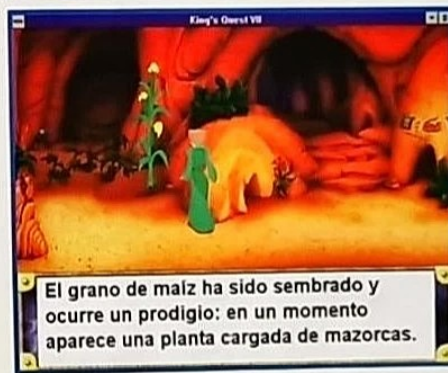 King's Quest VII
El grano de maíz ha sido sembrado y
ocurre un prodigio: en un momento
aparece una planta cargada de mazorcas.